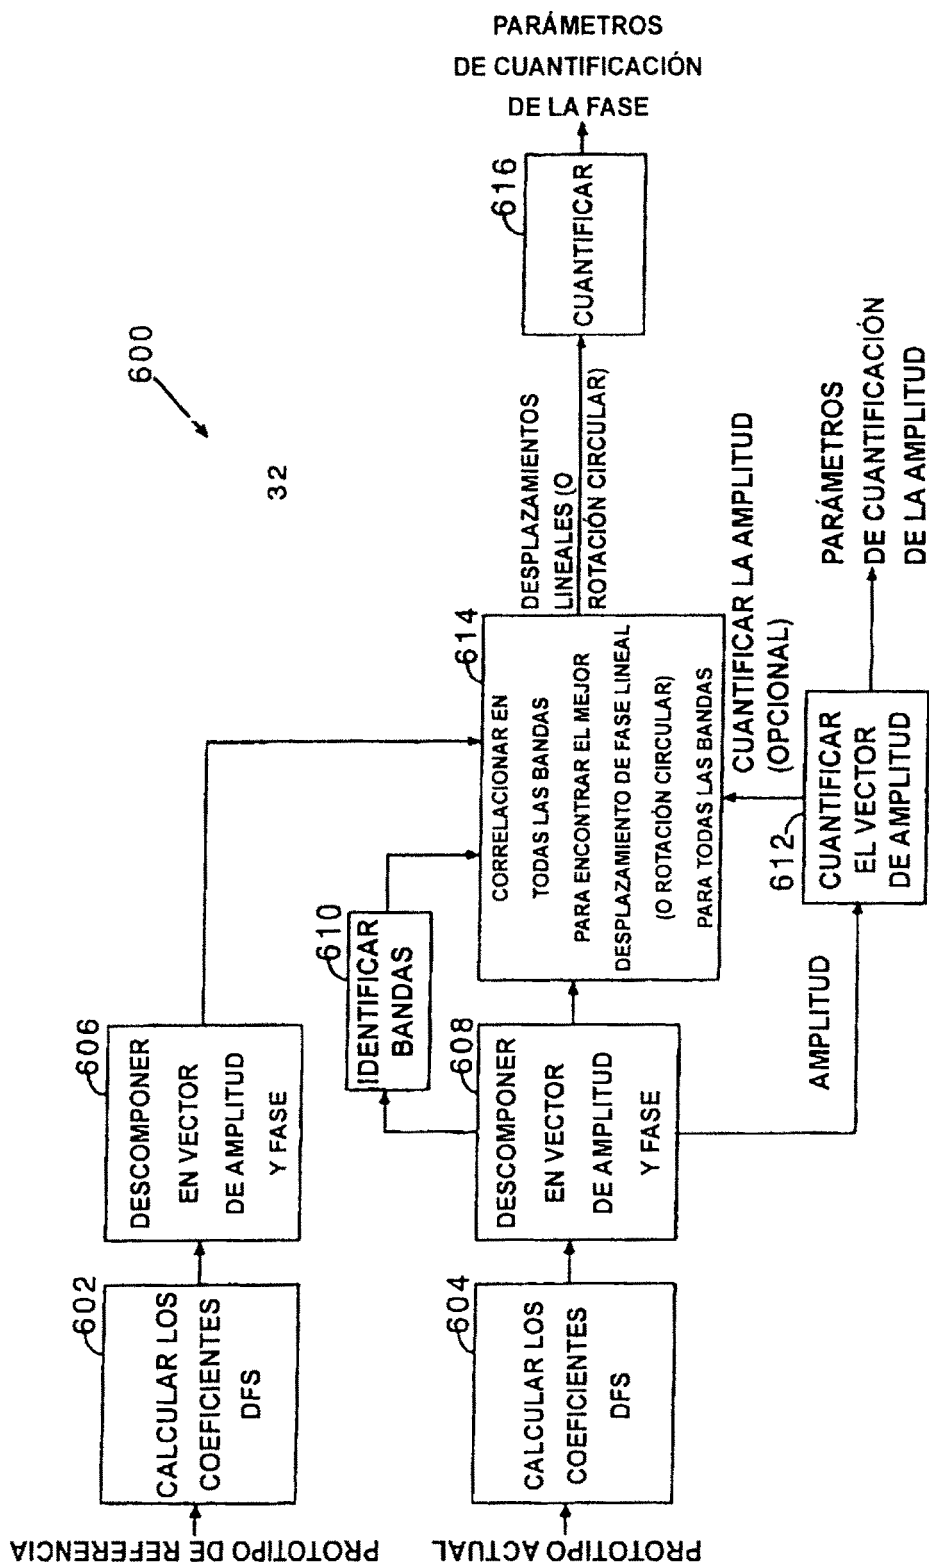 600
32
PROTOTIPO DE REFERENCIA
602
CALCULAR LOS
COEFICIENTES
DFS
606
DESCOMPONER
EN VECTOR
DE AMPLITUD
Y FASE
PROTOTIPO ACTUAL
604
CALCULAR LOS
COEFICIENTES
DFS
608
DESCOMPONER
EN VECTOR
DE AMPLITUD
Y FASE
610
IDENTIFICAR
BANDAS
614
CORRELACIONAR EN
TODAS LAS BANDAS
PARA ENCONTRAR EL MEJOR
DESPLAZAMIENTO DE FASE LINEAL
(O ROTACIÓN CIRCULAR)
PARA TODAS LAS BANDAS
DESPLAZAMIENTOS
LINEALES (O
ROTACIÓN CIRCULAR)
616
CUANTIFICAR
PARÁMETROS
DE CUANTIFICACIÓN
DE LA FASE
AMPLITUD
612
CUANTIFICAR
EL VECTOR
DE AMPLITUD
CUANTIFICAR LA AMPLITUD
(OPCIONAL)
PARÁMETROS
DE CUANTIFICACIÓN
DE LA AMPLITUD